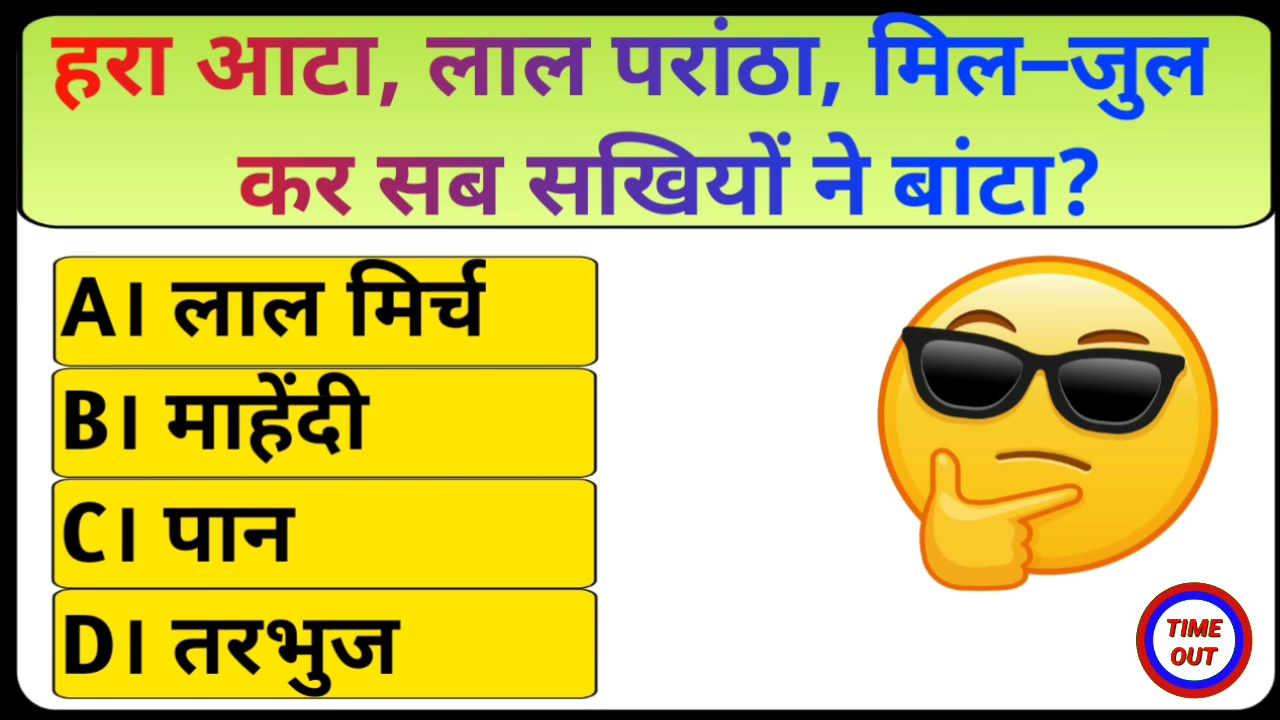 हरा आटा, लाल परांठा, मिल–जुल
कर सब सखियों ने बांटा?
A। लाल मिर्च
B। माहेंदी
C। पान
D। तरभुज
TIME
OUT